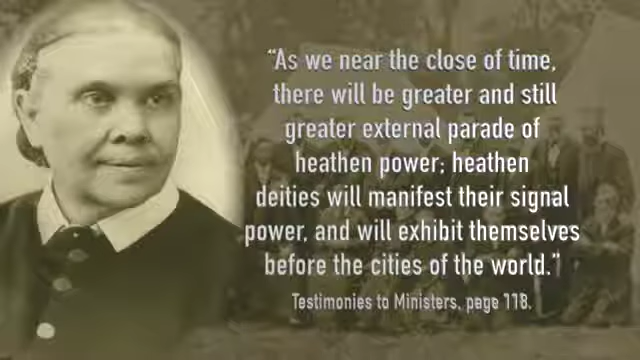 “As we near the close of time,
there will be greater and still
greater external parade of
heathen power; heathen
deities will manifest their signal
power, and will exhibit themselves
before the cities of the world.”
Testimonies to Ministers, page 118.